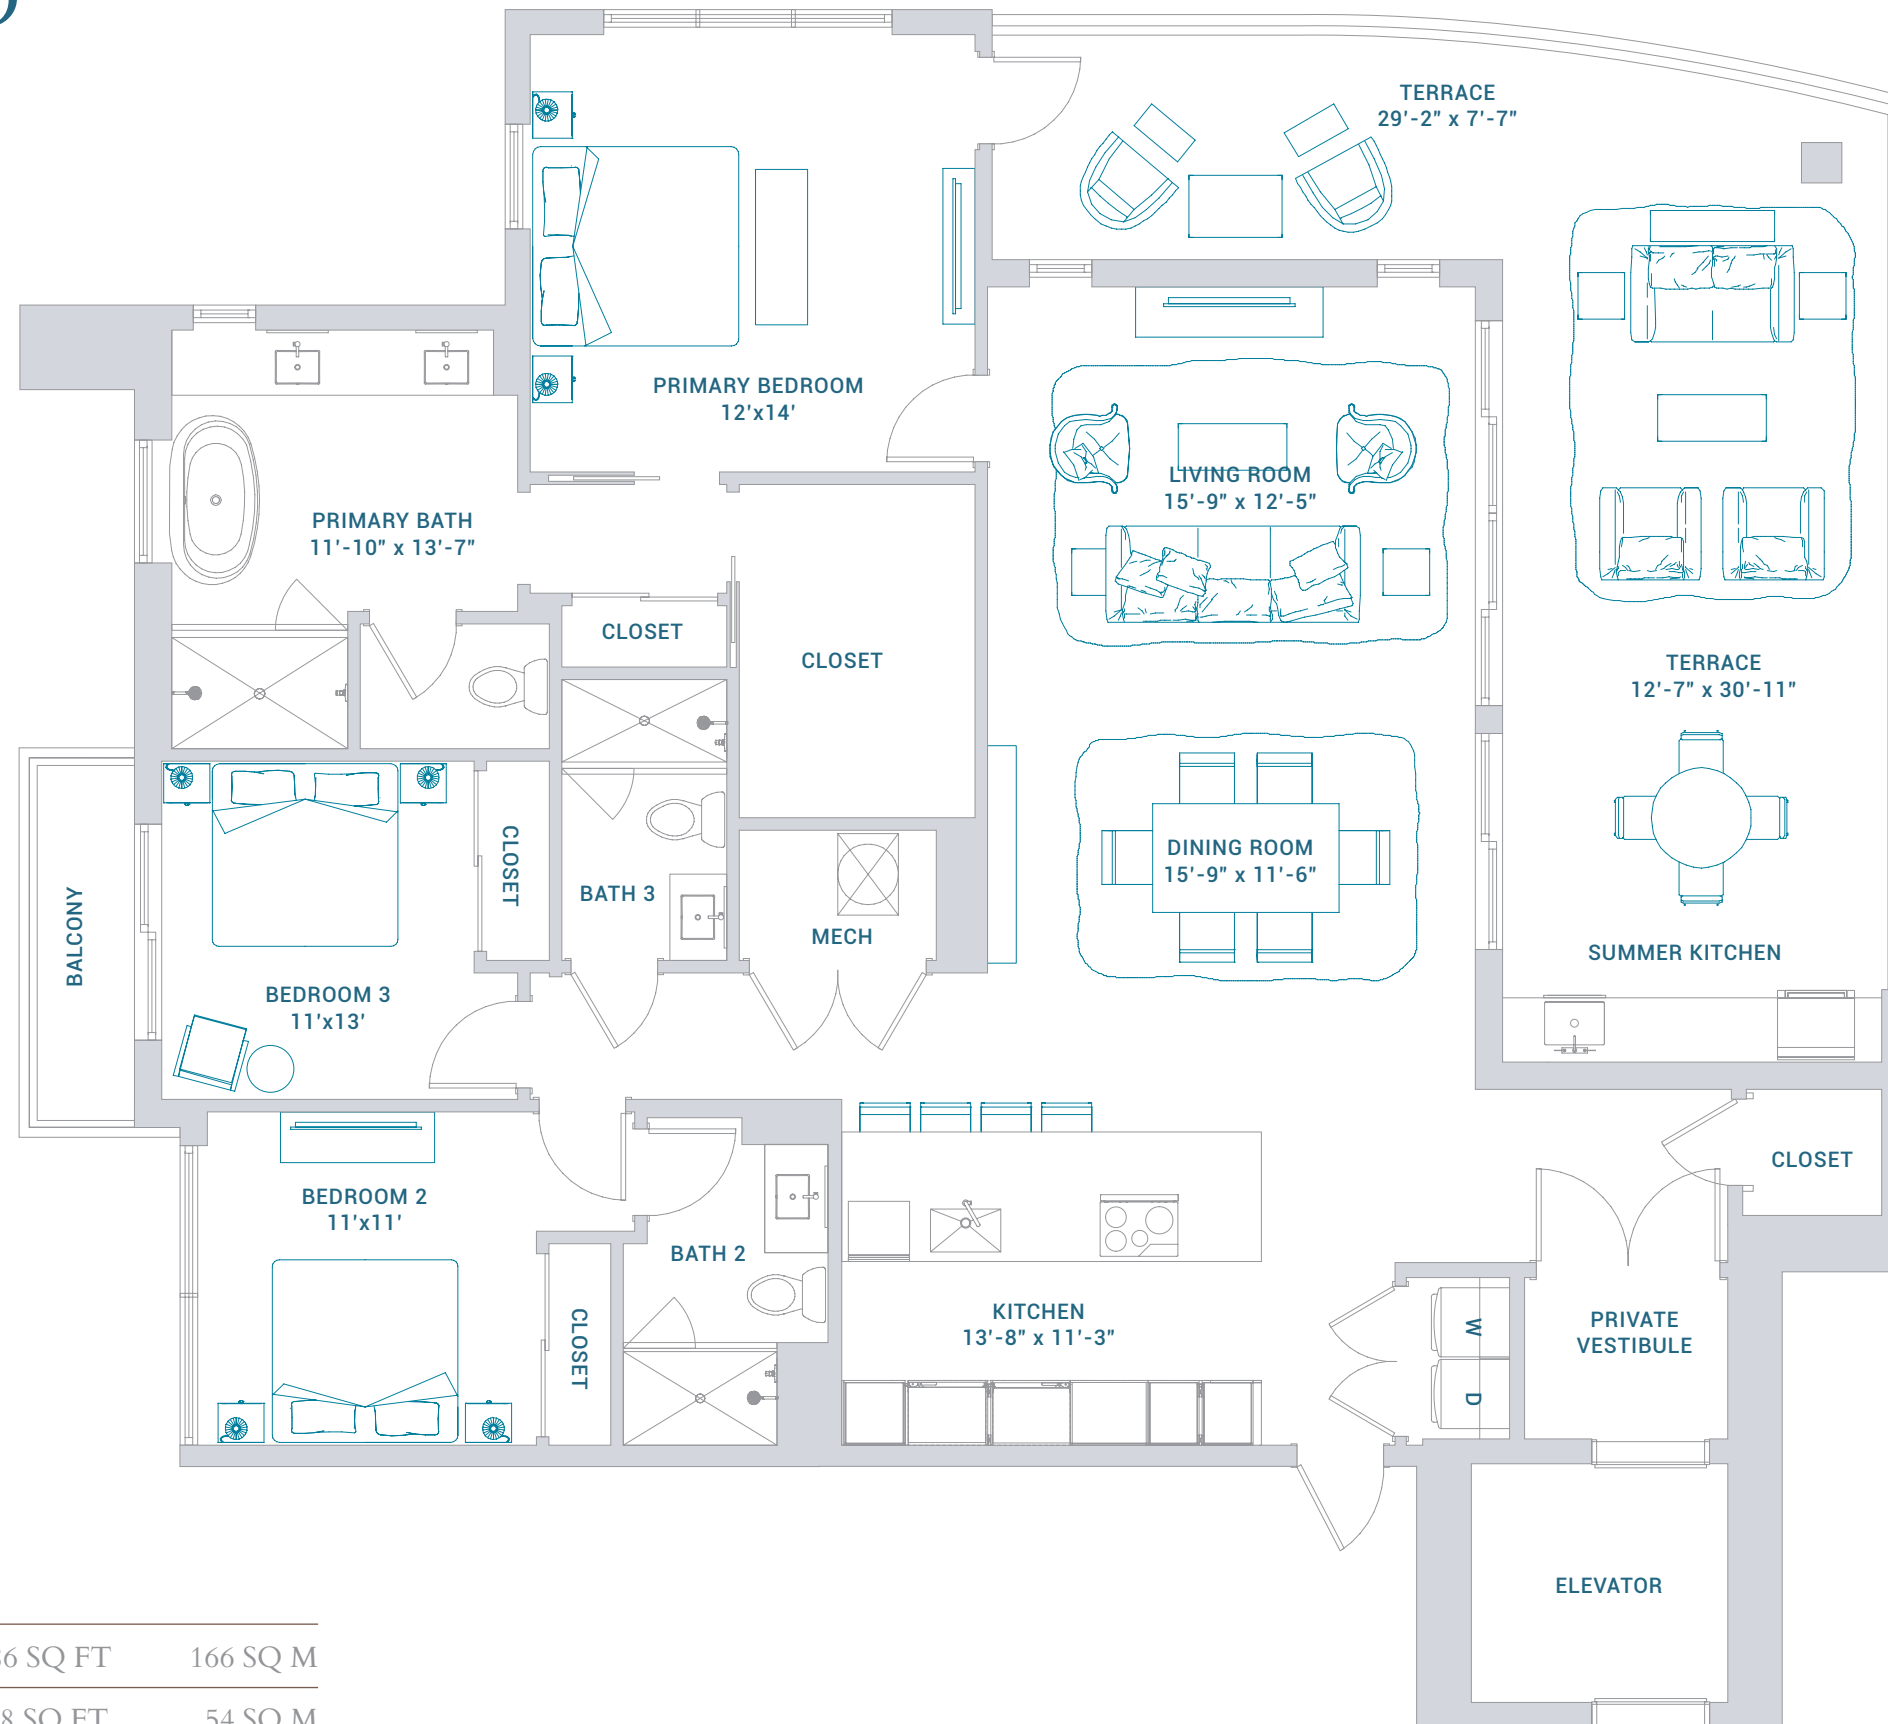 TERRACE
29'-2" x 7'-7"
PRIMARY BEDROOM
12'x14'
LIVING ROOM
15'-9" x 12'-5"
PRIMARY BATH
11'-10" x 13'-7"
CLOSET
CLOSET
TERRACE
12'-7" x 30'-11"
DINING ROOM
15'-9" x 11'-6"
CLOSET
BATH 3
MECH
BALCONY
SUMMER KITCHEN
BEDROOM 3
11'x13'
CLOSET
BEDROOM 2
11'x11'
BATH 2
KITCHEN
13'-8" x 11'-3"
CLOSET
W
D
PRIVATE
VESTIBULE
ELEVATOR
6 SQ FT 166 SQ M
8 SQ FT 54 SQ M